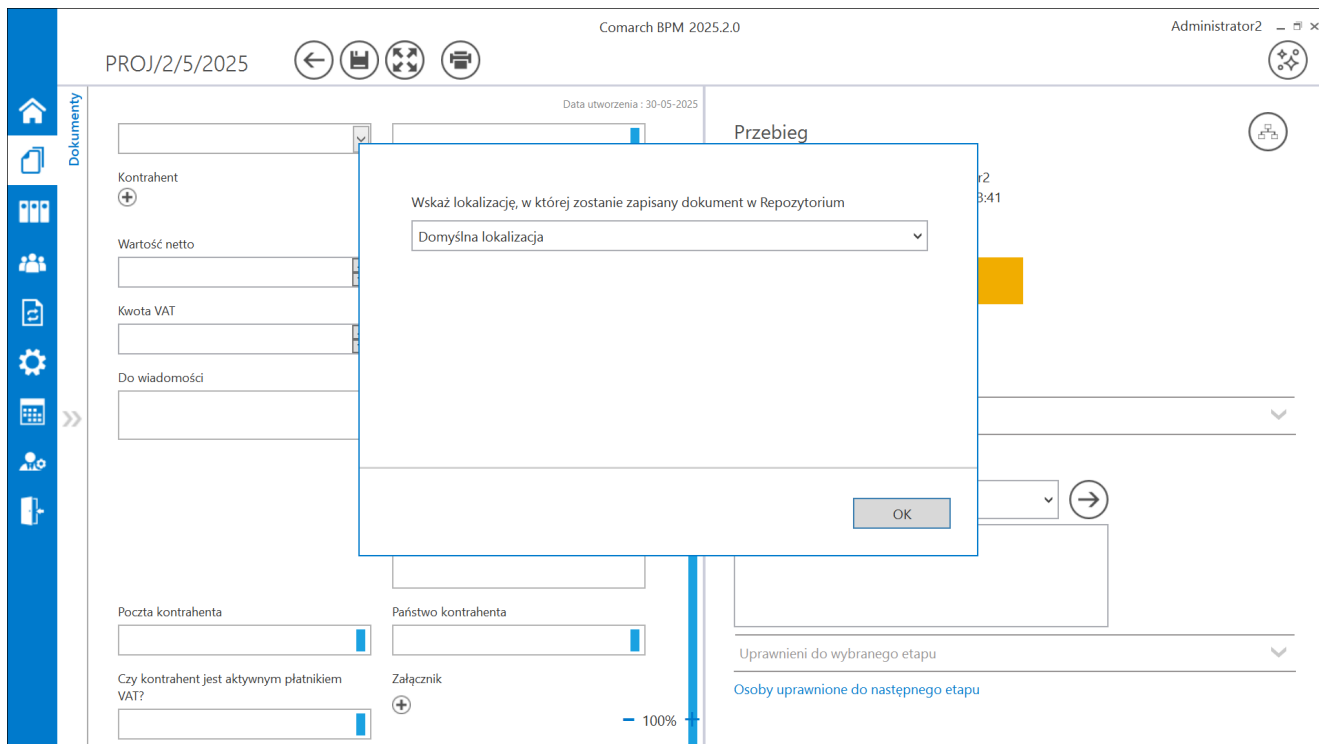 Comarch BPM 2025.2.0
Administrator2
PROJ/2/5/2025
Dokumenty
Data utworzenia : 30-05-2025
Kontrahent
Wartość netto
Kwota VAT
Do wiadomości
Poczta kontrahenta
Państwo kontrahenta
Czy kontrahent jest aktywnym płatnikiem
VAT?
Załącznik
100%
Wskaż lokalizację, w której zostanie zapisany dokument w Repozytorium
Domyślna lokalizacja
OK
Przebieg
r2
3:41
Uprawnieni do wybranego etapu
Osoby uprawnione do następnego etapu